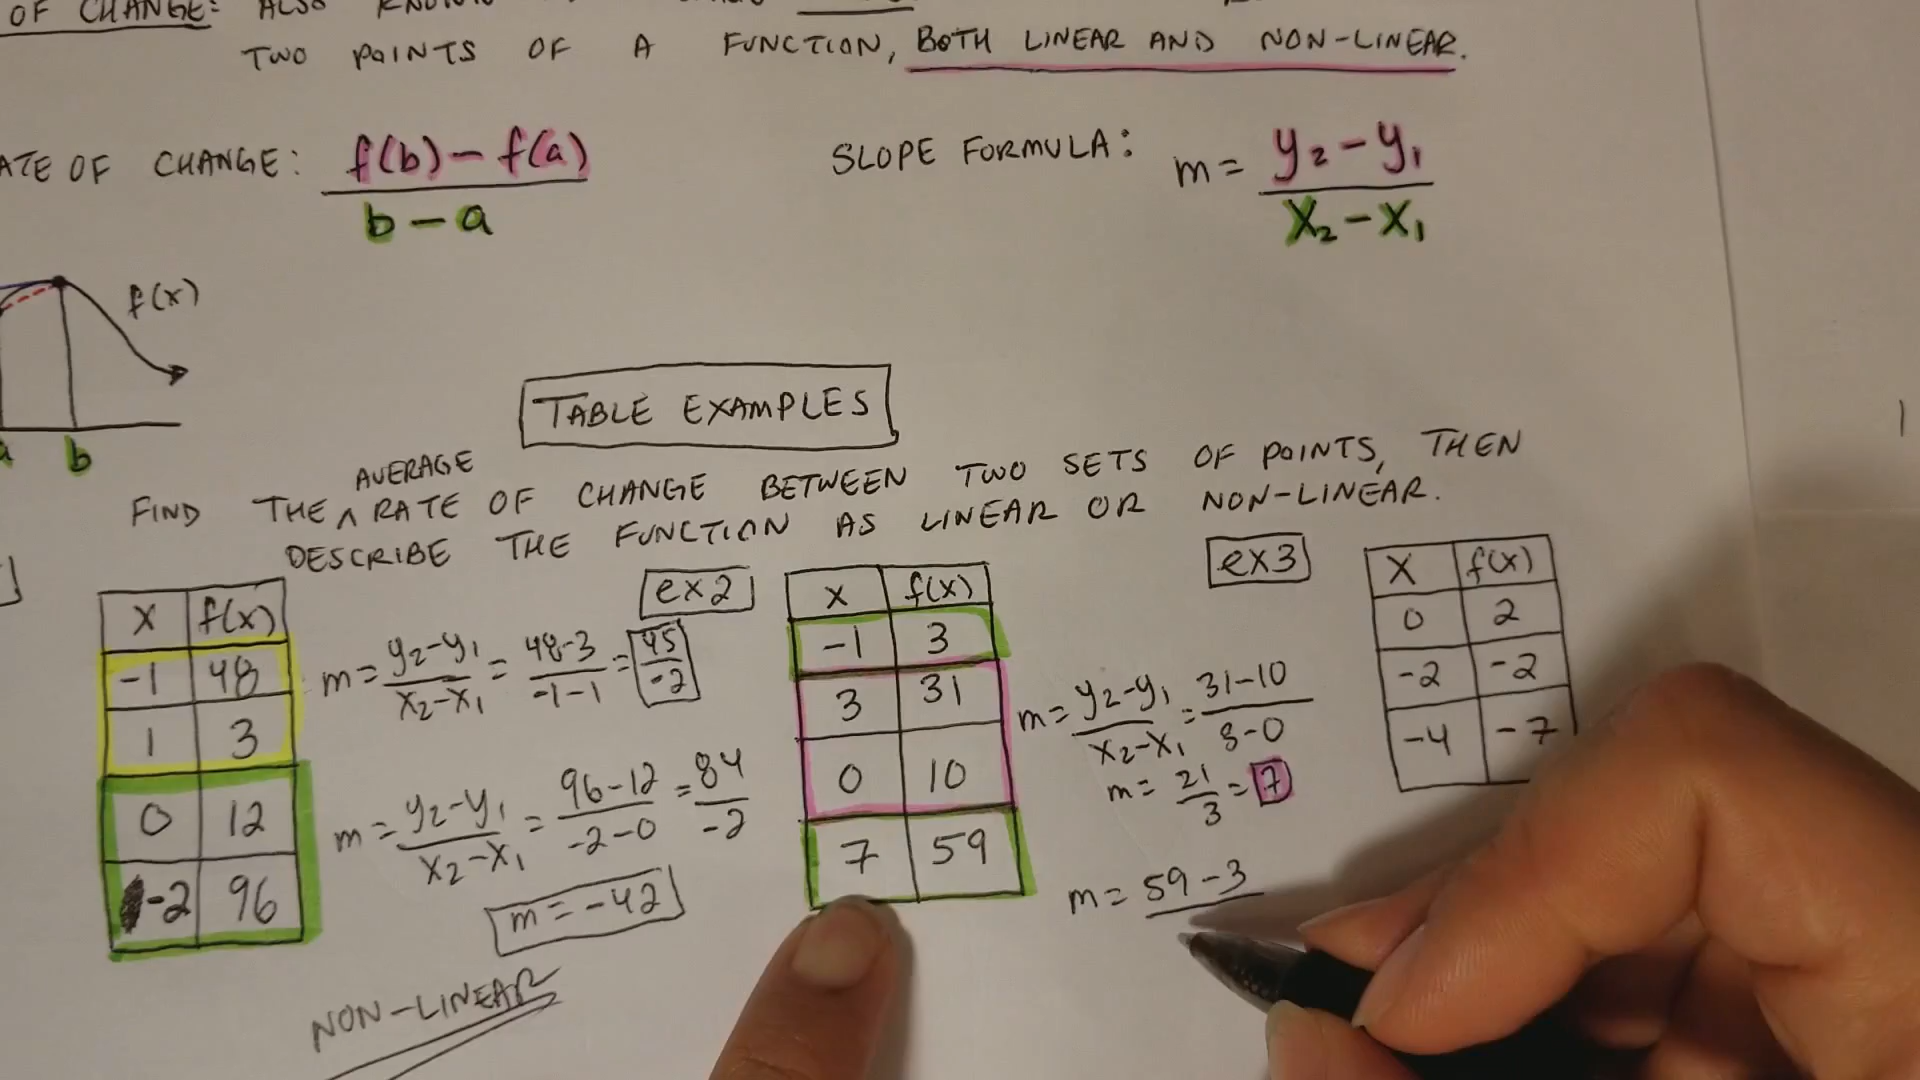 OF CHANGE: ALSO
TWO POINTS OF A FUNCTION, BOTH LINEAR AND NON-LINEAR.
ATE OF CHANGE: f(b)-f(a)
b-a
SLOPE FORMULA: m= y₂-y₁
x₂-x₁
f(x)
a b
TABLE EXAMPLES
FIND THE ^ AVERAGE RATE OF CHANGE BETWEEN TWO SETS OF POINTS, THEN
DESCRIBE THE FUNCTION AS LINEAR OR NON-LINEAR.
x f(x)
-1 48
1 3
0 12
-2 96
m= y₂-y₁ / x₂-x₁ = 48-3 / -1-1 = 45 / -2
m= y₂-y₁ / x₂-x₁ = 96-12 / -2-0 = 84 / -2
m=-42
NON-LINEAR
ex2
x f(x)
-1 3
3 31
0 10
7 59
m= y₂-y₁ / x₂-x₁ = 31-10 / 3-0
m= 21 / 3 = 7
m= 59-3
ex3
x f(x)
0 2
-2 -2
-4 -7